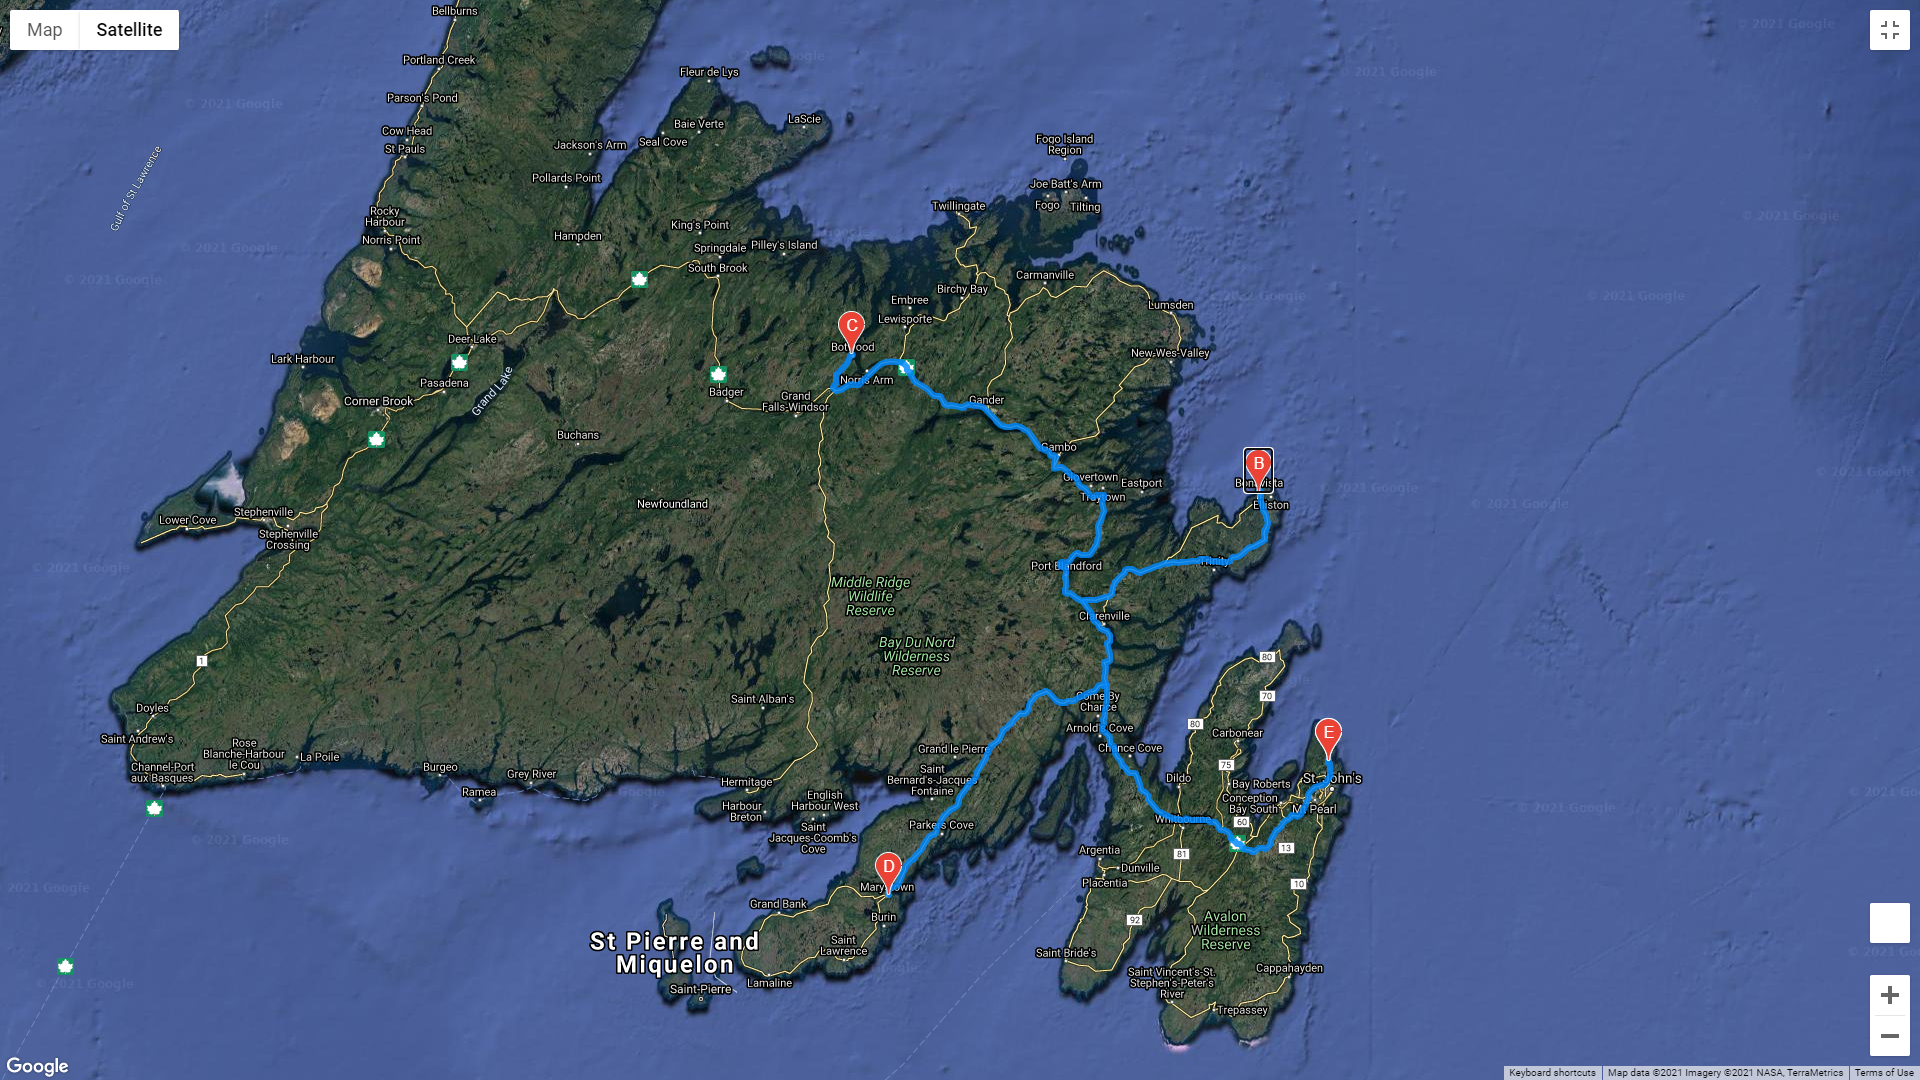 Map
Satellite
Bellburns
Portland Creek
Parson's Pond
Cow Head
St Pauls
Fleur de Lys
Baie Verte
LaScie
Seal Cove
Jackson's Arm
Pollards Point
Gulf of St Lawrence
Rocky
Harbour
Norris Point
Hampden
King's Point
Springdale
Pilley's Island
South Brook
Fogo Island
Region
Joe Batt's Arm
Fogo
Tilting
Twillingate
Carmanville
Birchy Bay
Embree
Lewisporte
Lumsden
New-Wes-Valley
C
Botwood
Norris Arm
Deer Lake
Lark Harbour
Pasadena
Grand Lake
Corner Brook
Badger
Grand
Falls-Windsor
Gander
Buchans
Gambo
Glovertown
Eastport
Traytown
B
Bonavista
Elliston
Newfoundland
Stephenville
Lower Cove
Stephenville
Crossing
Port Blandford
Trinity
Middle Ridge
Wildlife
Reserve
Clarenville
Bay Du Nord
Wilderness
Reserve
1
80
70
80
75
60
81
13
10
92
Saint Alban's
Come By
Chance
Arnold's Cove
Chance Cove
Carbonear
E
St. John's
Dildo
Bay Roberts
Conception
Bay South
Mt Pearl
Whitbourne
Doyles
Saint Andrew's
Rose
Blanche-Harbour
le Cou
La Poile
Channel-Port
aux Basques
Burgeo
Ramea
Grey River
Hermitage
Harbour
Breton
English
Harbour West
Saint
Jacques-Coomb's
Cove
Grand le Pierre
Saint
Bernard's-Jacques
Fontaine
Parkers Cove
D
Marystown
Burin
Grand Bank
Saint
Lawrence
Lamaline
St Pierre and
Miquelon
Saint-Pierre
Argentia
Dunville
Placentia
Avalon
Wilderness
Reserve
Saint Bride's
Saint Vincent's-St.
Stephen's-Peter's
River
Cappahayden
Trepassey
Google
Keyboard shortcuts
Map data ©2021 Imagery ©2021 NASA, TerraMetrics
Terms of Use